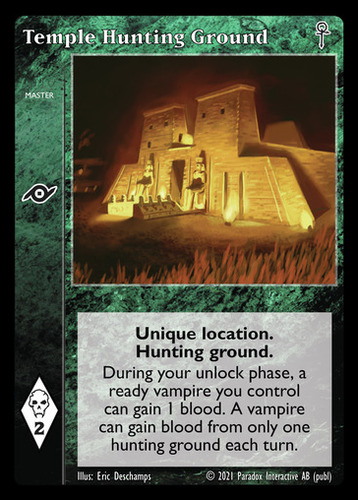 Temple Hunting Ground
MASTER
Unique location.
Hunting ground.
During your unlock phase, a
ready vampire you control
can gain 1 blood. A vampire
can gain blood from only one
hunting ground each turn.
2
Illus: Eric Deschamps © 2021 Paradox Interactive AB (publ)